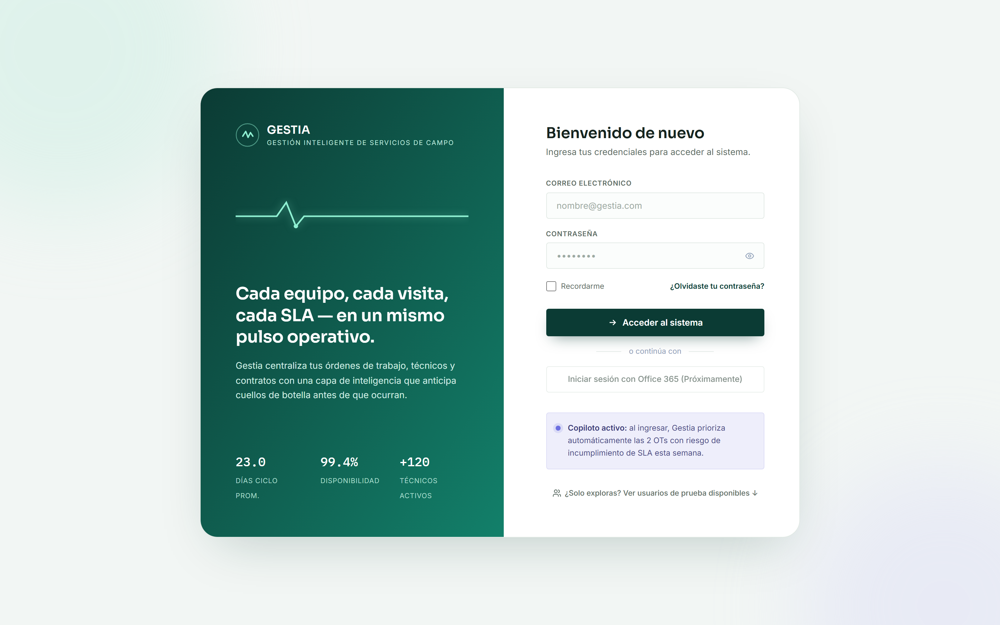 GESTIA
GESTIÓN INTELIGENTE DE SERVICIOS DE CAMPO
Cada equipo, cada visita,
cada SLA — en un mismo
pulso operativo.
Gestia centraliza tus órdenes de trabajo, técnicos y
contratos con una capa de inteligencia que anticipa
cuellos de botella antes de que ocurran.
23.0
DÍAS CICLO
PROM.
99.4%
DISPONIBILIDAD
+120
TÉCNICOS
ACTIVOS
Bienvenido de nuevo
Ingresa tus credenciales para acceder al sistema.
CORREO ELECTRÓNICO
nombre@gestia.com
CONTRASEÑA
••••••••
Recordarme
¿Olvidaste tu contraseña?
→ Acceder al sistema
o continúa con
Iniciar sesión con Office 365 (Próximamente)
Copiloto activo: al ingresar, Gestia prioriza
automáticamente las 2 OTs con riesgo de
incumplimiento de SLA esta semana.
¿Solo exploras? Ver usuarios de prueba disponibles ↓